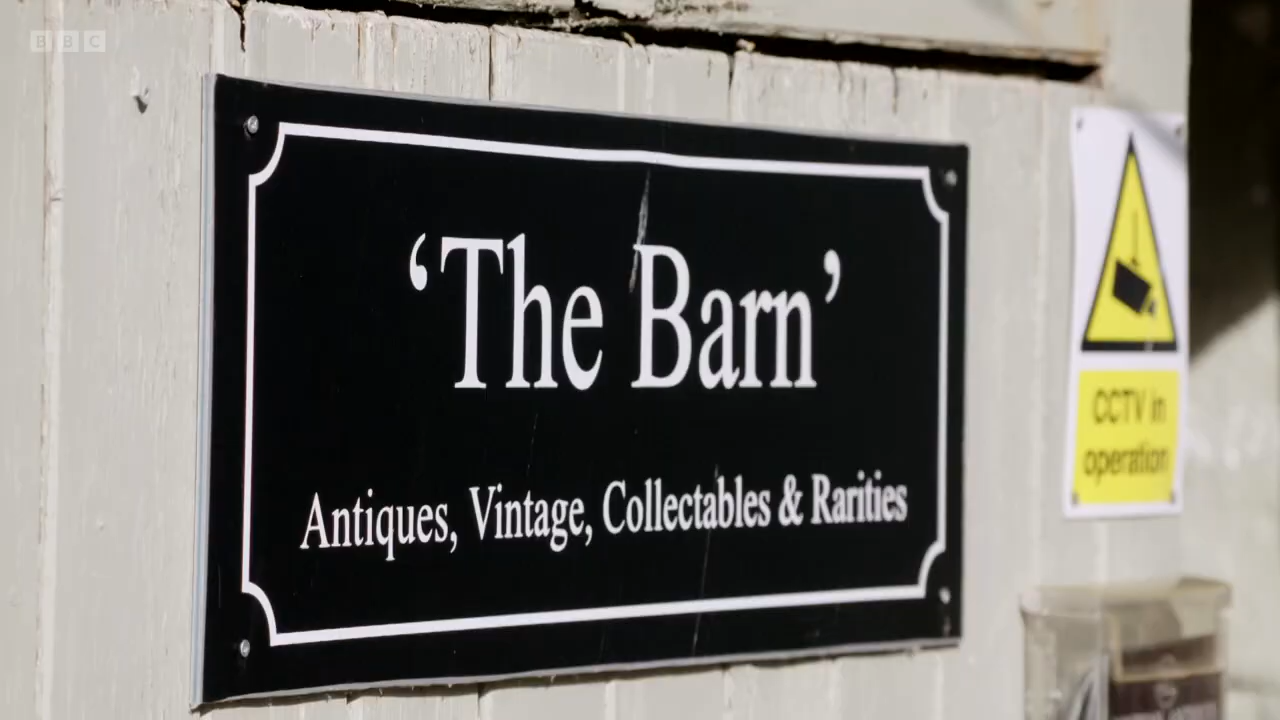 BBC
‘The Barn’
Antiques, Vintage, Collectables & Rarities
CCTV in
operation